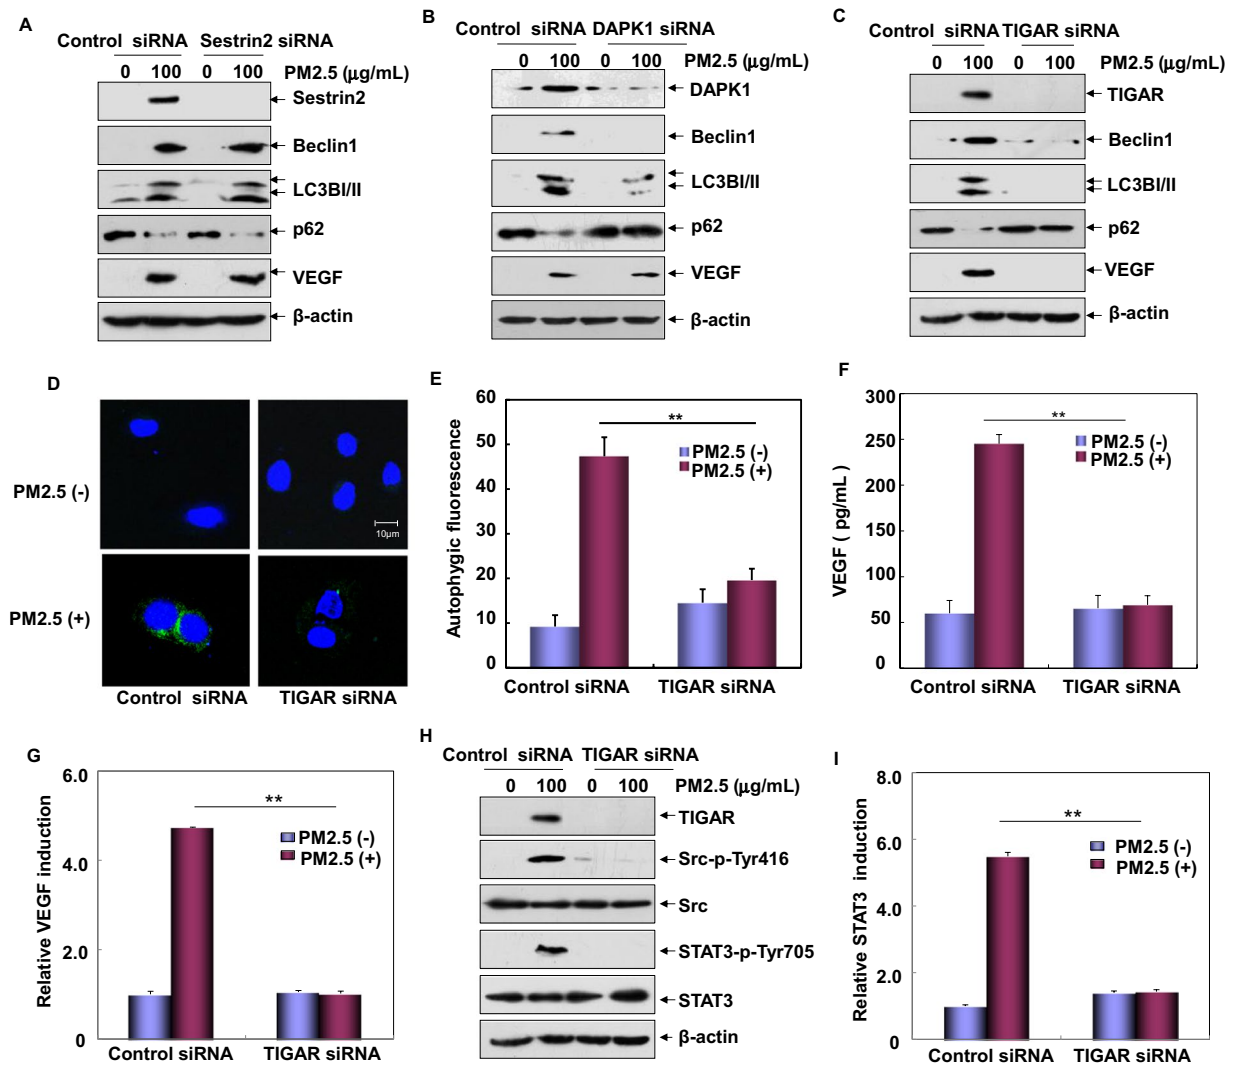 A
Control siRNA Sestrin2 siRNA
0 100 0 100 PM2.5 (μg/mL)
Sestrin2
Beclin1
LC3BI/II
p62
VEGF
β-actin
B
Control siRNA DAPK1 siRNA
0 100 0 100 PM2.5 (μg/mL)
DAPK1
Beclin1
LC3BI/II
p62
VEGF
β-actin
C
Control siRNA TIGAR siRNA
0 100 0 100 PM2.5 (μg/mL)
TIGAR
Beclin1
LC3BI/II
p62
VEGF
β-actin
D
PM2.5 (-)
10μm
PM2.5 (+)
Control siRNA TIGAR siRNA
E
Autophygic fluorescence
60
50
40
30
20
10
0
**
PM2.5 (-)
PM2.5 (+)
Control siRNA TIGAR siRNA
F
VEGF ( pg/mL)
300
250
200
150
100
50
0
**
PM2.5 (-)
PM2.5 (+)
Control siRNA TIGAR siRNA
G
Relative VEGF induction
6.0
4.0
2.0
0
**
PM2.5 (-)
PM2.5 (+)
Control siRNA TIGAR siRNA
H
Control siRNA TIGAR siRNA
0 100 0 100 PM2.5 (μg/mL)
TIGAR
Src-p-Tyr416
Src
STAT3-p-Tyr705
STAT3
β-actin
I
Relative STAT3 induction
8.0
6.0
4.0
2.0
0
**
PM2.5 (-)
PM2.5 (+)
Control siRNA TIGAR siRNA